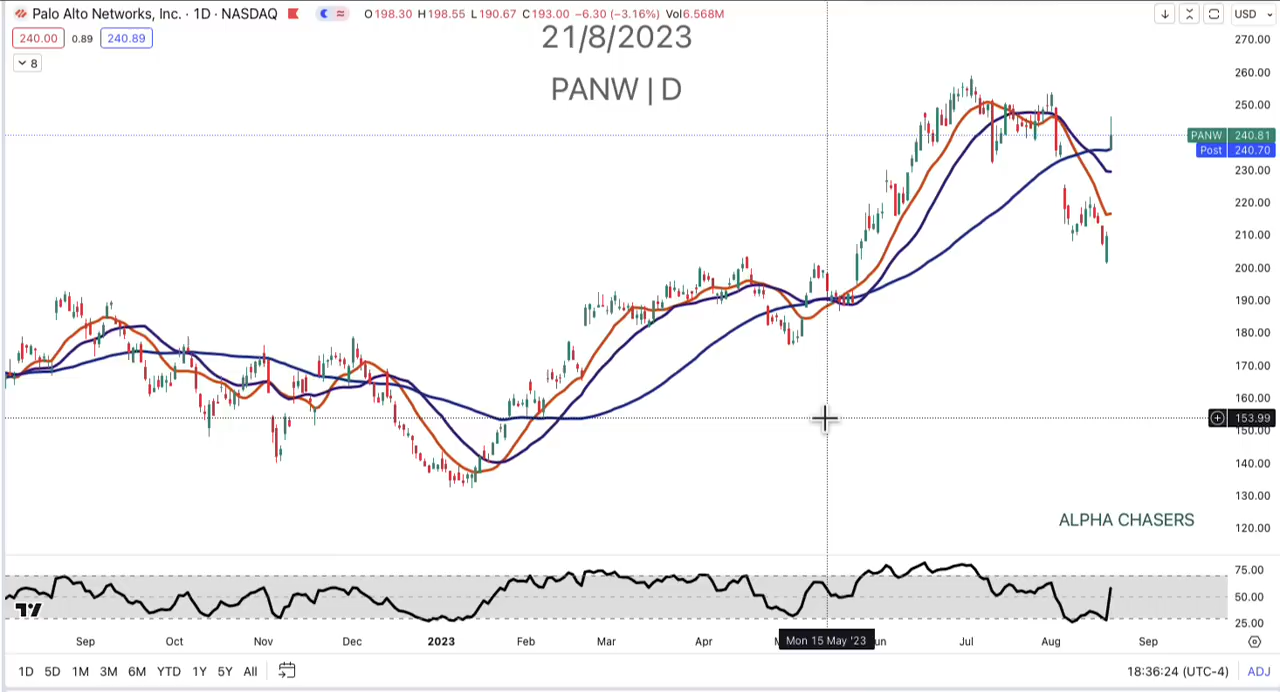 Palo Alto Networks, Inc. · 1D · NASDAQ O198.30 H198.55 L190.67 C193.00 −6.30 (−3.16%) Vol6.568M
USD
240.00 0.89 240.89
8
21/8/2023
PANW | D
270.00
260.00
250.00
PANW 240.81
Post 240.70
230.00
220.00
210.00
200.00
190.00
180.00
170.00
160.00
153.99
150.00
140.00
130.00
120.00
ALPHA CHASERS
75.00
50.00
25.00
Sep Oct Nov Dec 2023 Feb Mar Apr Mon 15 May '23 Jul Aug Sep
1D 5D 1M 3M 6M YTD 1Y 5Y All 18:36:24 (UTC-4) ADJ